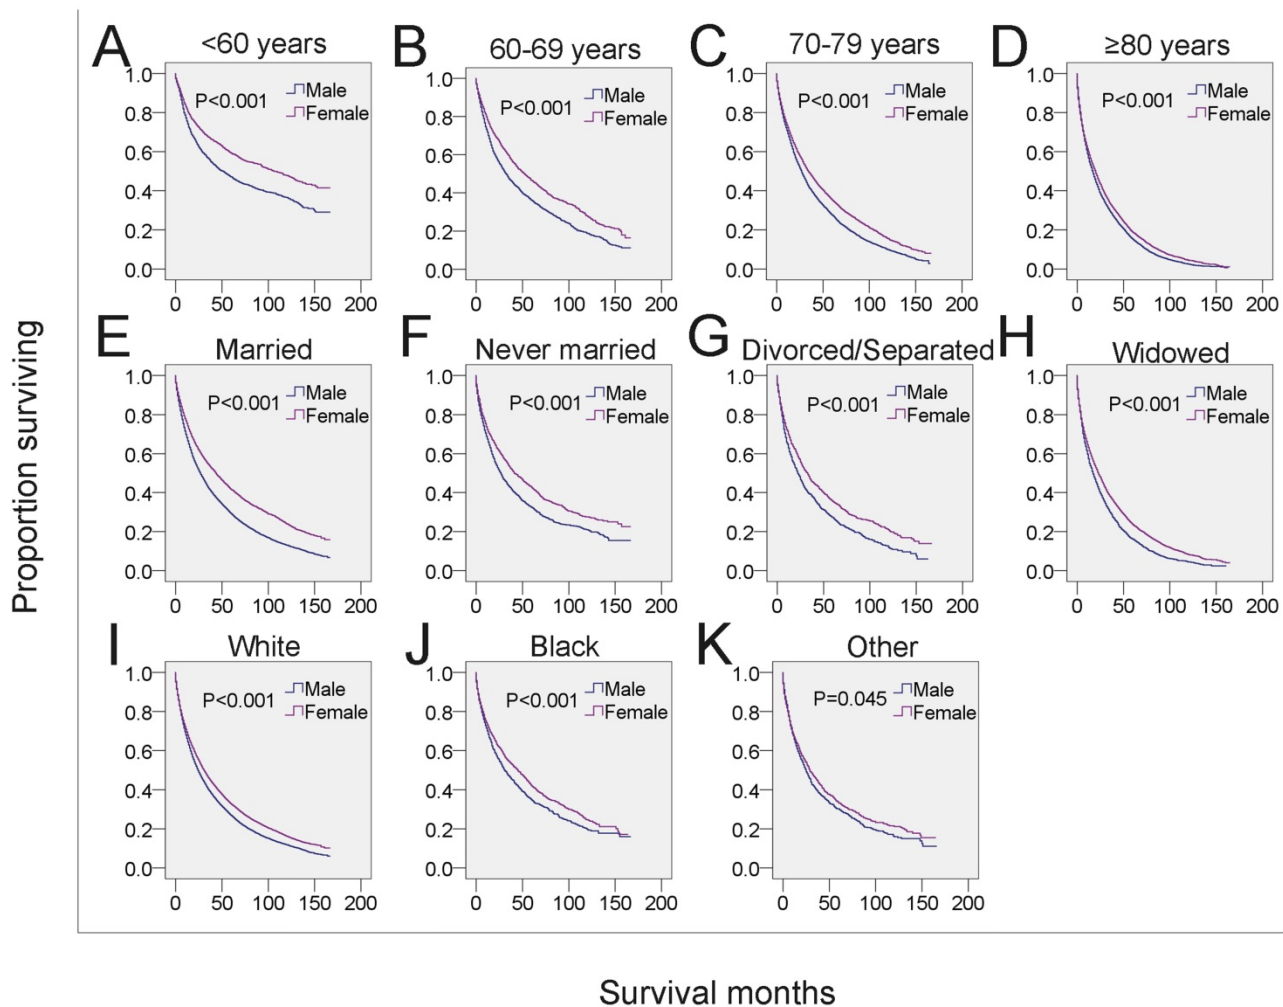 Proportion surviving
A
<60 years
1.0
0.8
0.6
0.4
0.2
0.0
P<0.001
Male
Female
0 50 100 150 200
B
60-69 years
1.0
0.8
0.6
0.4
0.2
0.0
P<0.001
Male
Female
0 50 100 150 200
C
70-79 years
1.0
0.8
0.6
0.4
0.2
0.0
P<0.001
Male
Female
0 50 100 150 200
D
≥80 years
1.0
0.8
0.6
0.4
0.2
0.0
P<0.001
Male
Female
0 50 100 150 200
E
Married
1.0
0.8
0.6
0.4
0.2
0.0
P<0.001
Male
Female
0 50 100 150 200
F
Never married
1.0
0.8
0.6
0.4
0.2
0.0
P<0.001
Male
Female
0 50 100 150 200
G
Divorced/Separated
1.0
0.8
0.6
0.4
0.2
0.0
P<0.001
Male
Female
0 50 100 150 200
H
Widowed
1.0
0.8
0.6
0.4
0.2
0.0
P<0.001
Male
Female
0 50 100 150 200
I
White
1.0
0.8
0.6
0.4
0.2
0.0
P<0.001
Male
Female
0 50 100 150 200
J
Black
1.0
0.8
0.6
0.4
0.2
0.0
P<0.001
Male
Female
0 50 100 150 200
K
Other
1.0
0.8
0.6
0.4
0.2
0.0
P=0.045
Male
Female
0 50 100 150 200
Survival months